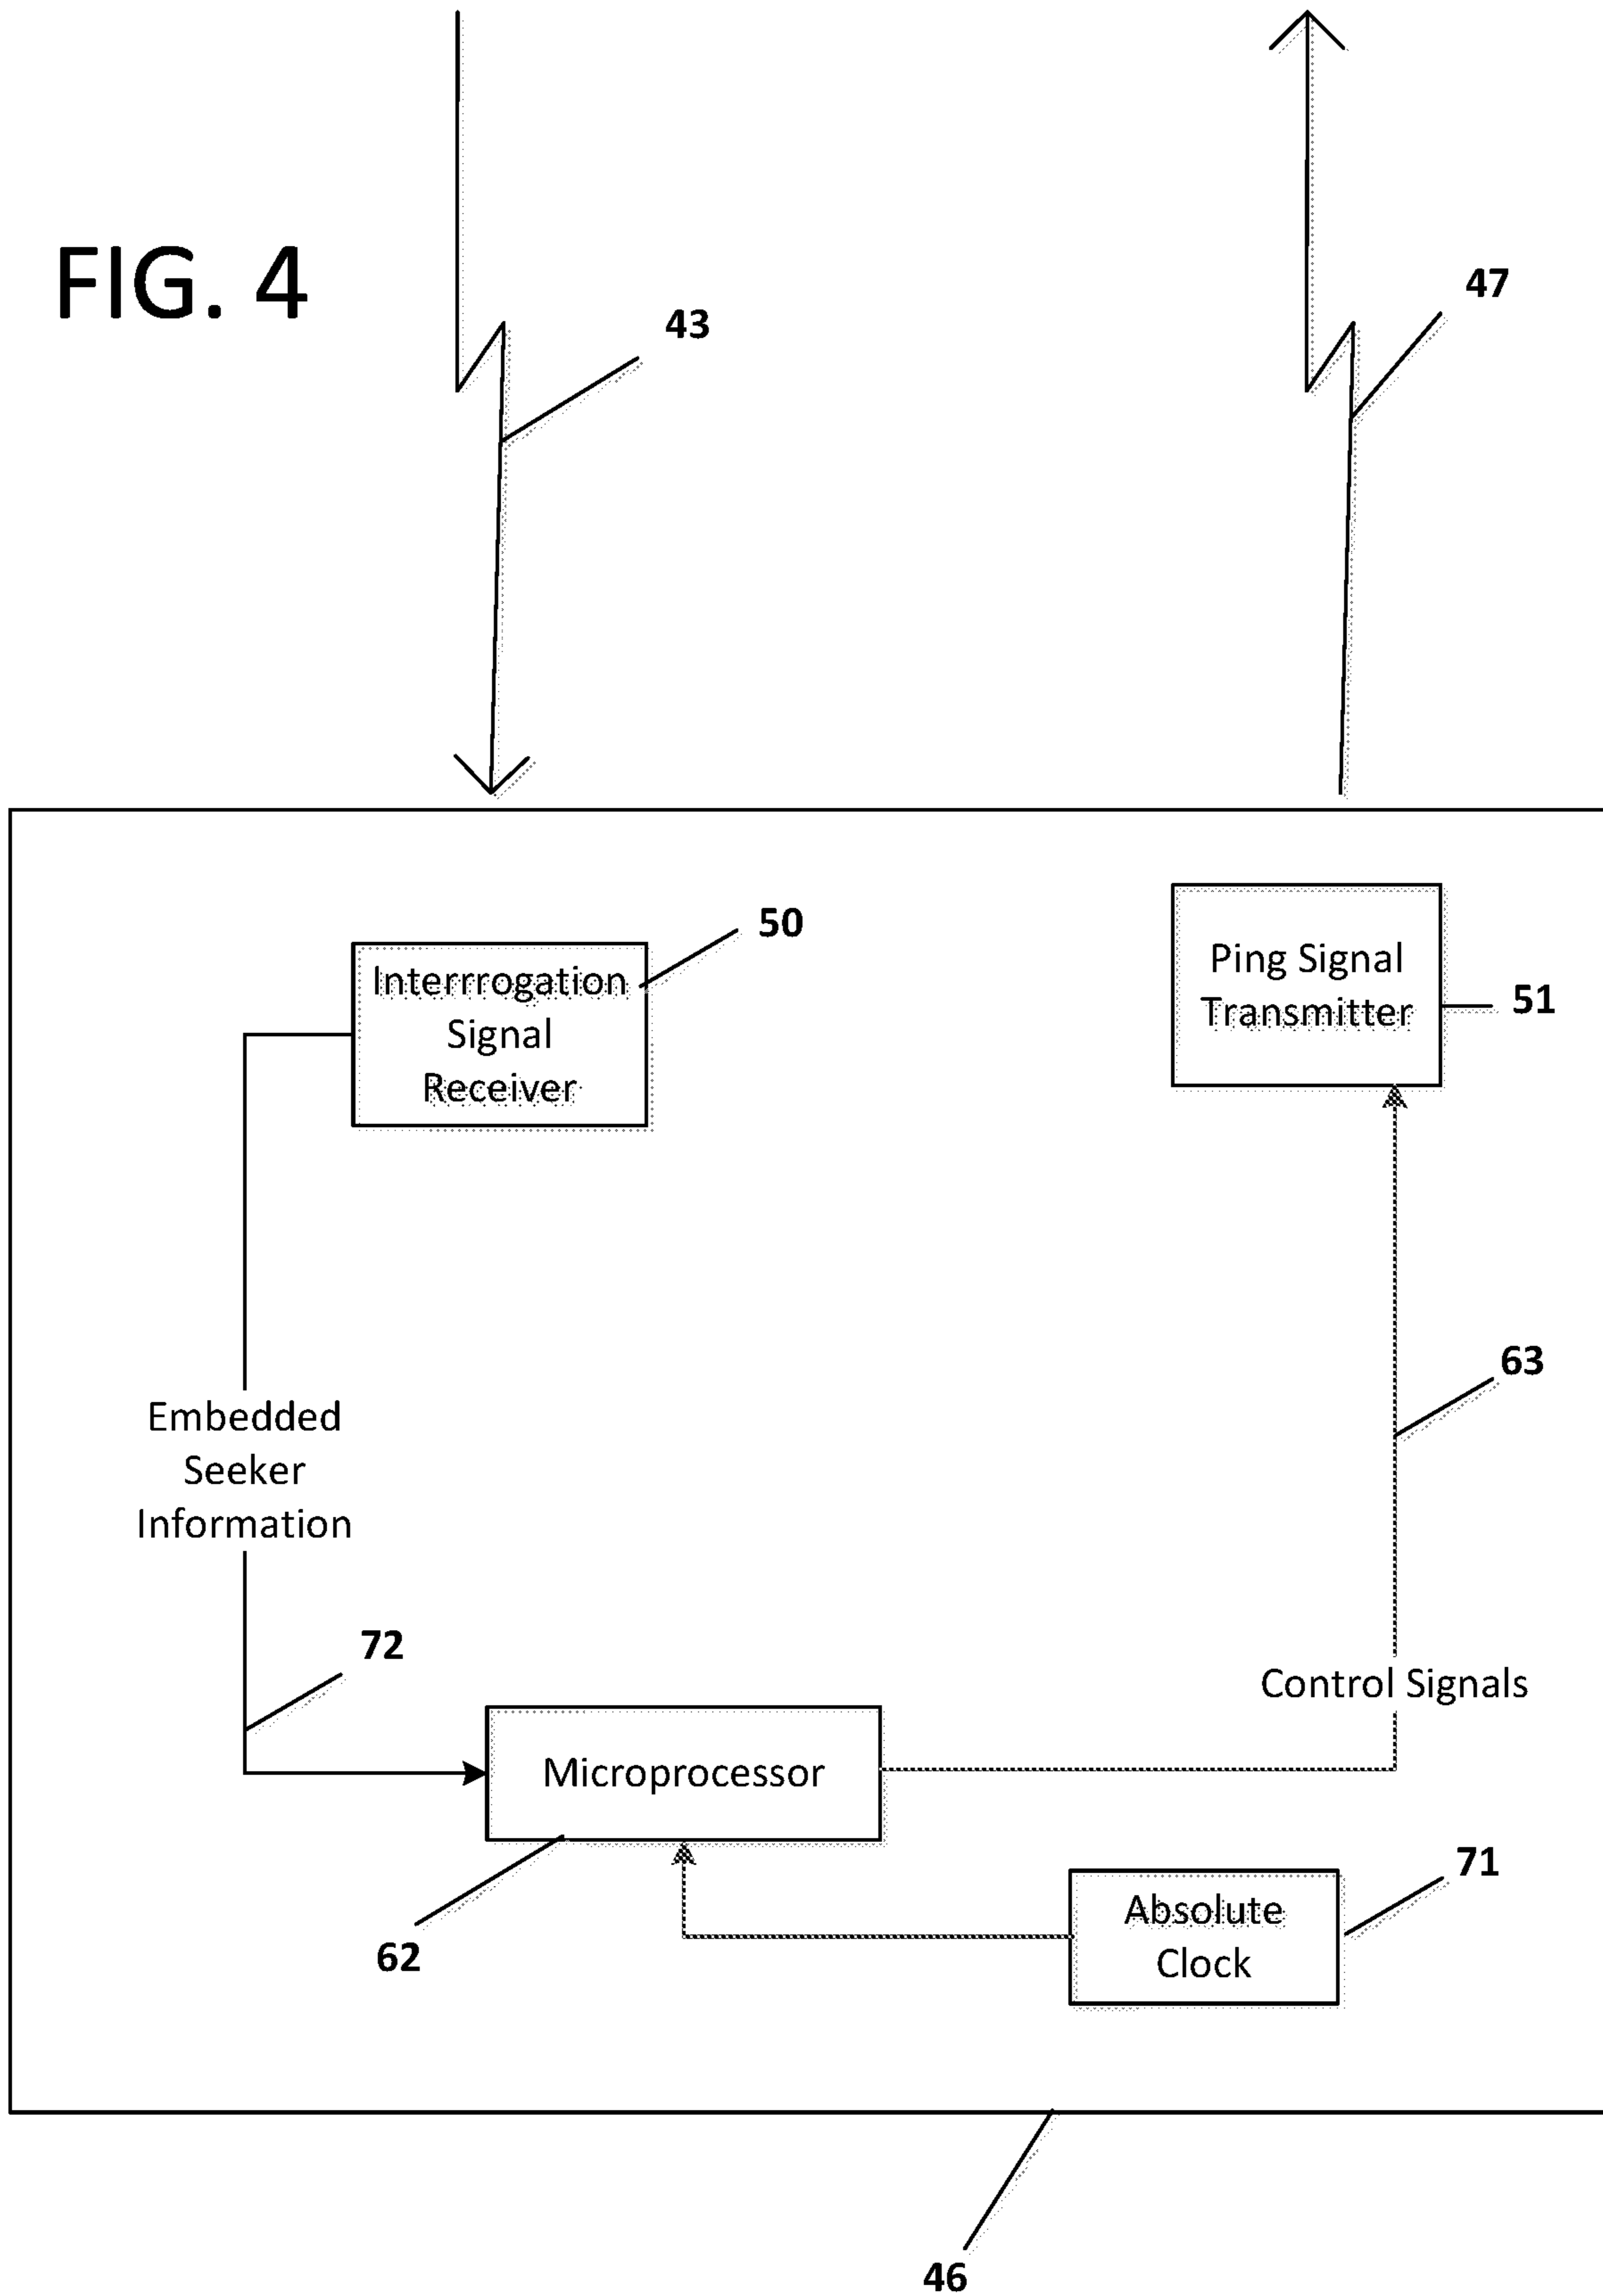 FIG. 4
43
47
50
Interrrogation
Signal
Receiver
Ping Signal
Transmitter
51
63
Embedded
Seeker
Information
72
Control Signals
Microprocessor
62
71
Absolute
Clock
46